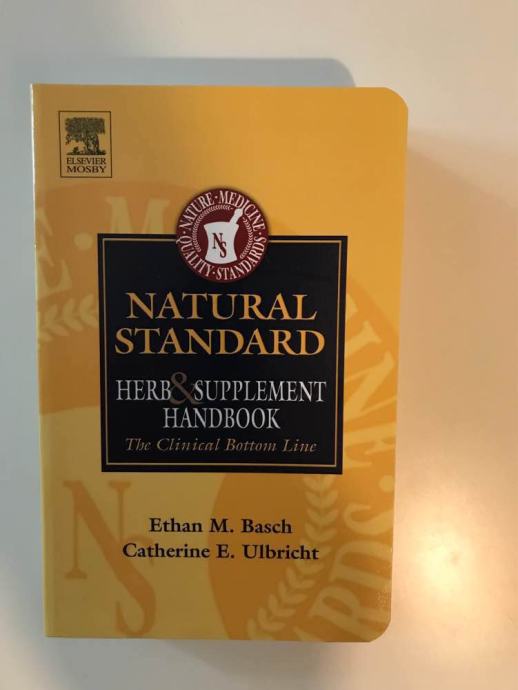 ELSEVIER
MOSBY
NATURE · MEDICINE · QUALITY · STANDARDS ·
NS
NATURAL
STANDARD
HERB & SUPPLEMENT
HANDBOOK
The Clinical Bottom Line
Ethan M. Basch
Catherine E. Ulbricht
NS